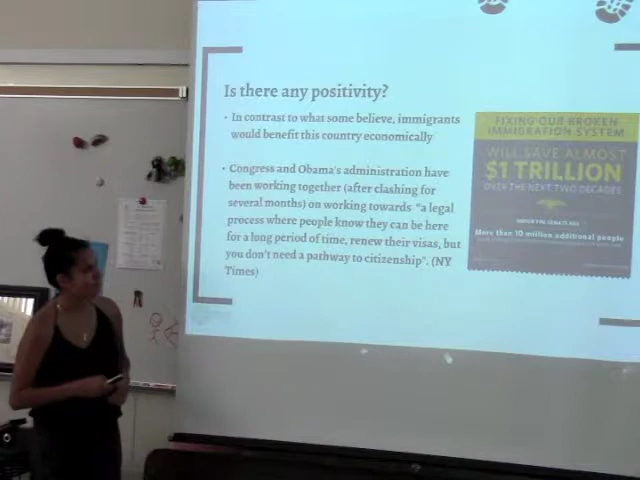 Is there any positivity?
• In contrast to what some believe, immigrants
would benefit this country economically
• Congress and Obama's administration have
been working together (after clashing for
several months) on working towards "a legal
process where people know they can be here
for a long period of time, renew their visas, but
you don't need a pathway to citizenship". (NY
Times)
FIXING OUR BROKEN
IMMIGRATION SYSTEM
WILL SAVE ALMOST
$1 TRILLION
OVER THE NEXT TWO DECADES
More than 10 million additional people